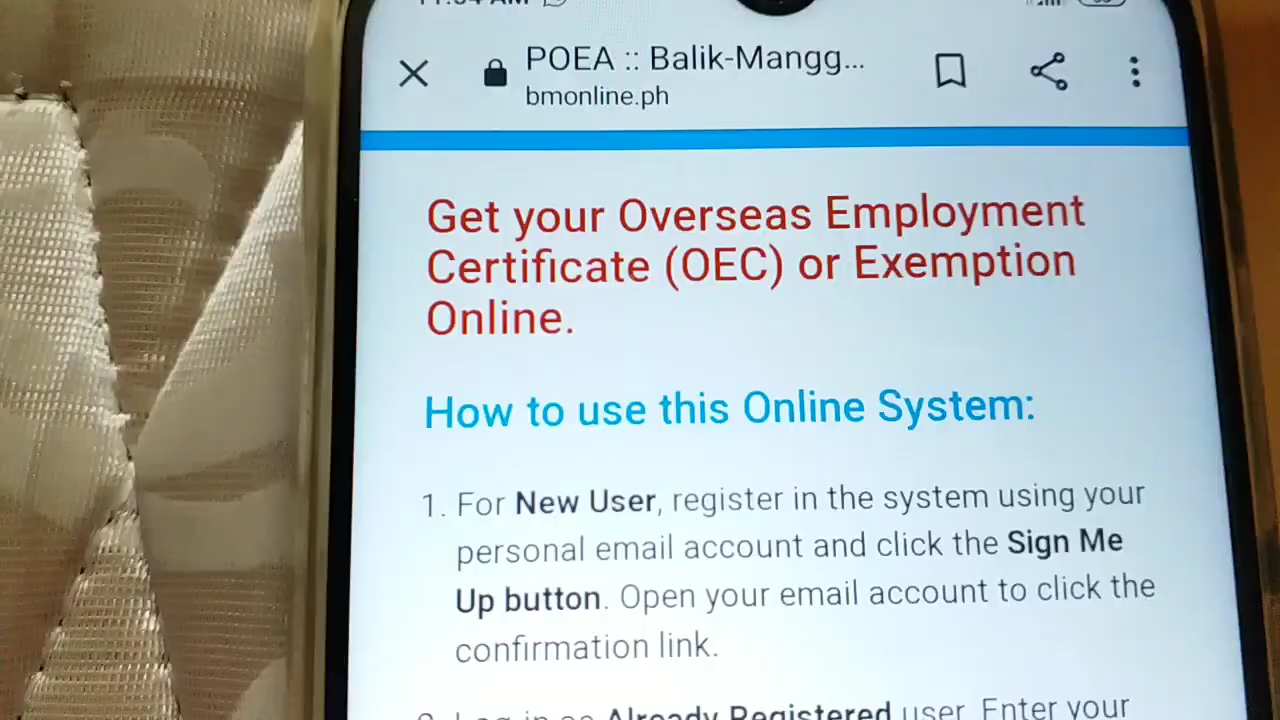 POEA :: Balik-Mangg...
bmonline.ph
Get your Overseas Employment
Certificate (OEC) or Exemption
Online.
How to use this Online System:
1. For New User, register in the system using your
personal email account and click the Sign Me
Up button. Open your email account to click the
confirmation link.
Already Registered user. Enter your